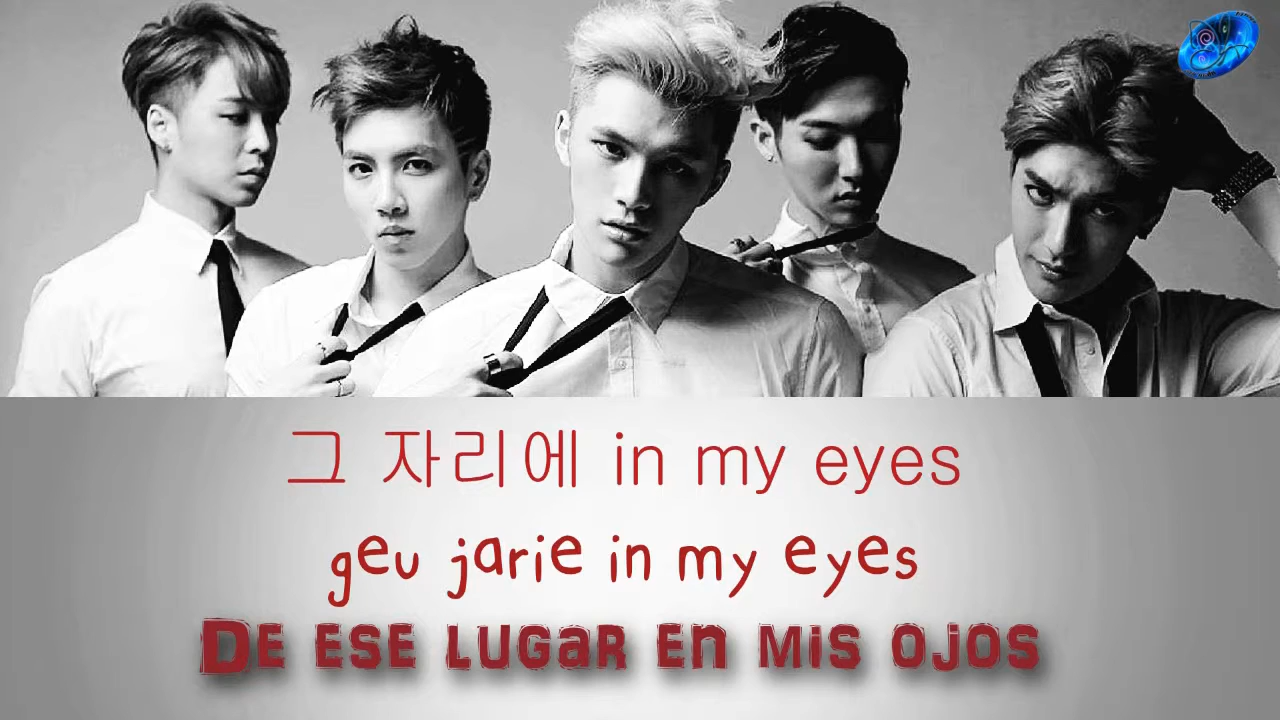 그 자리에 in my eyes
geu jarie in my eyes
De ese lugar en mis ojos